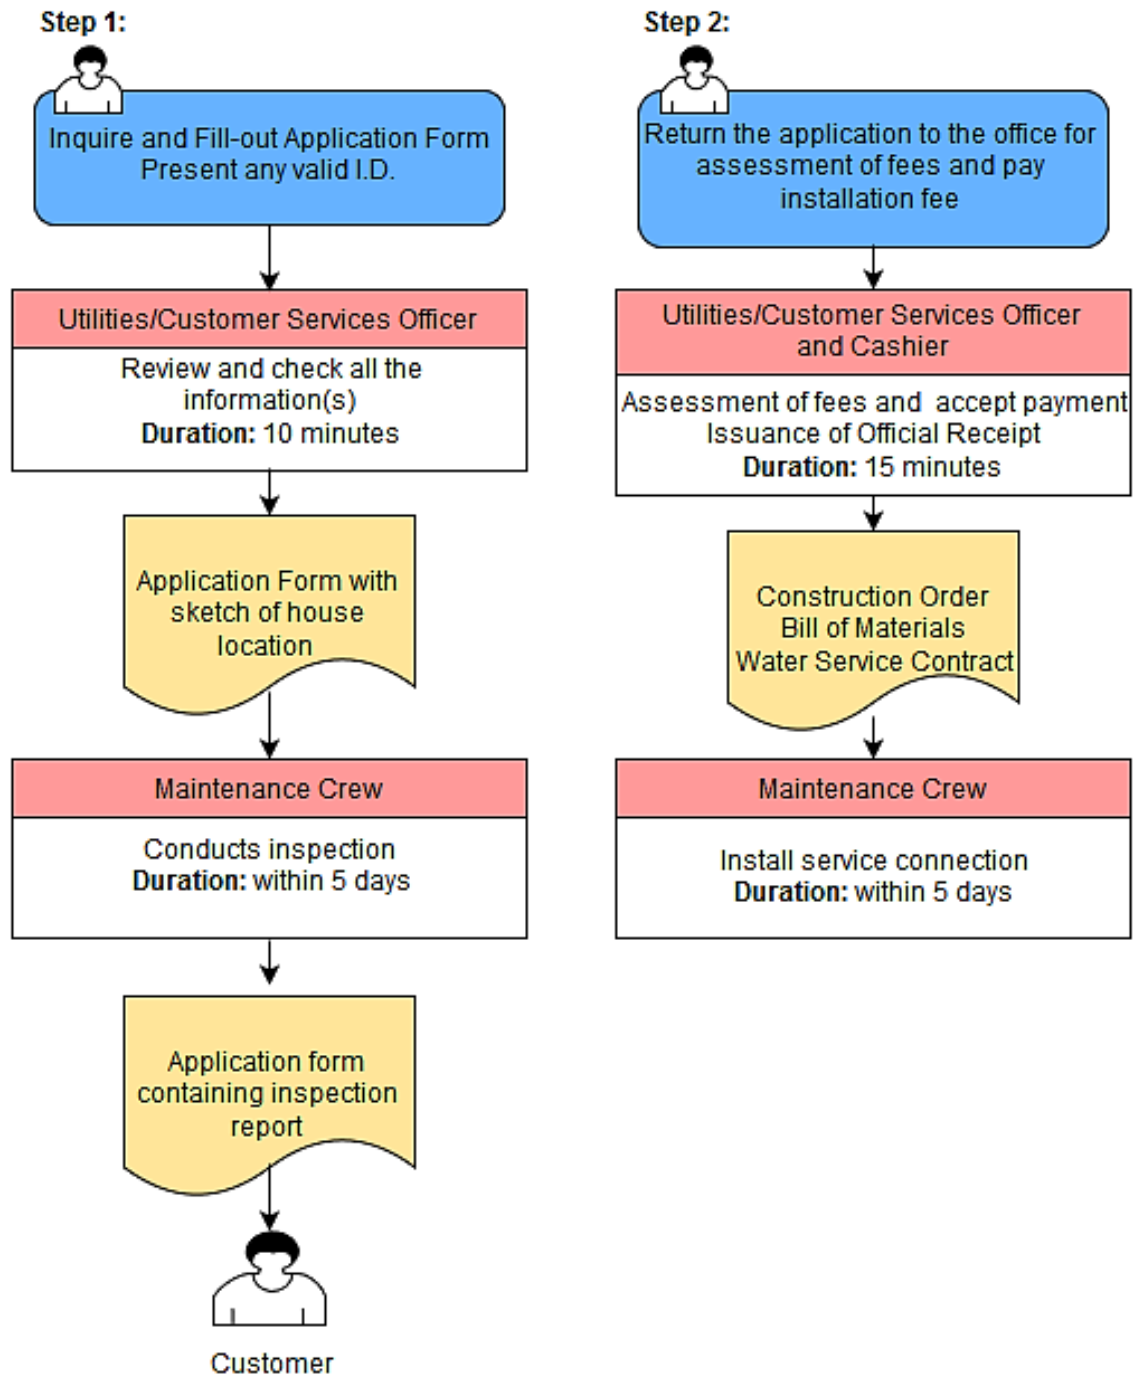 Step 1:
Inquire and Fill-out Application Form
Present any valid I.D.
Utilities/Customer Services Officer
Review and check all the
information(s)
Duration: 10 minutes
Application Form with
sketch of house
location
Maintenance Crew
Conducts inspection
Duration: within 5 days
Application form
containing inspection
report
Customer
Step 2:
Return the application to the office for
assessment of fees and pay
installation fee
Utilities/Customer Services Officer
and Cashier
Assessment of fees and accept payment
Issuance of Official Receipt
Duration: 15 minutes
Construction Order
Bill of Materials
Water Service Contract
Maintenance Crew
Install service connection
Duration: within 5 days